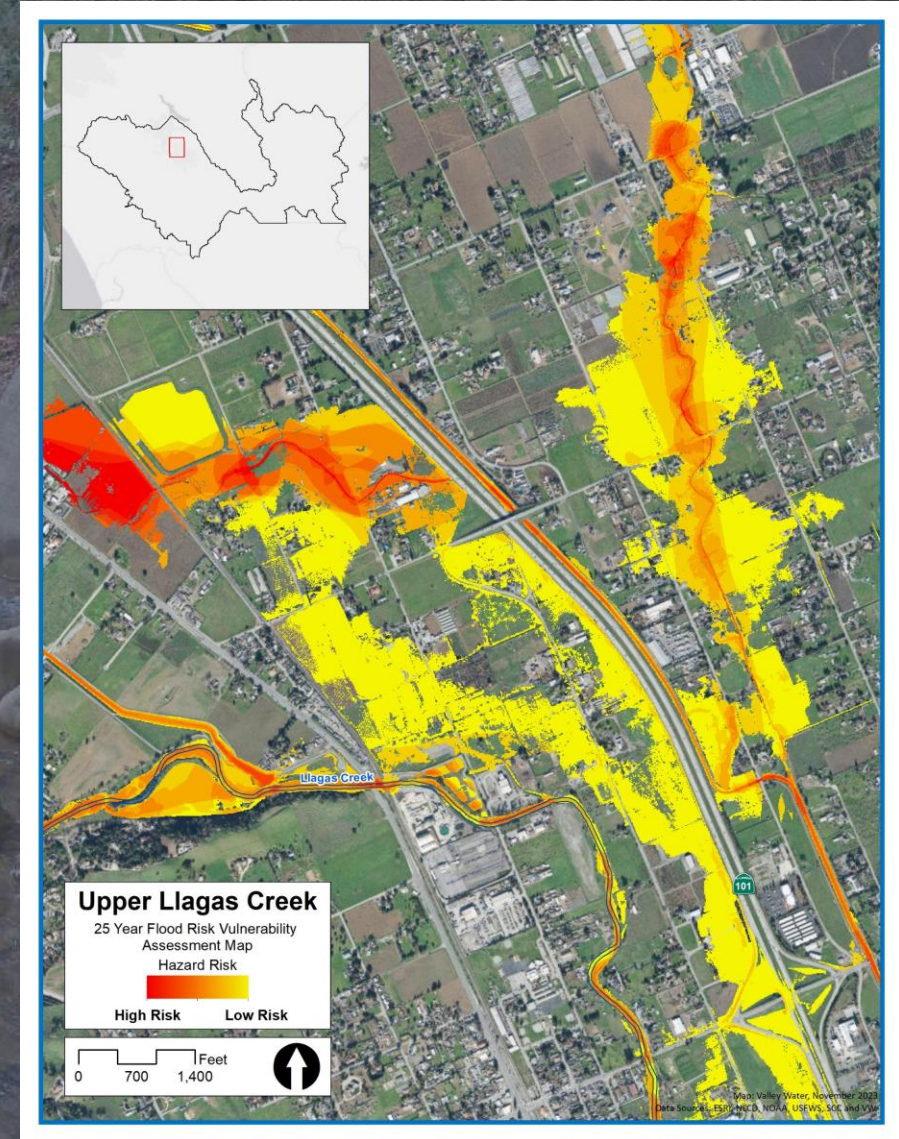 Llagas Creek
101
Upper Llagas Creek
25 Year Flood Risk Vulnerability
Assessment Map
Hazard Risk
High Risk Low Risk
Feet
0 700 1,400
Map: Valley Water, November 2023
Data Sources: ESRI, NLCD, NOAA, USFWS, SCC and VW